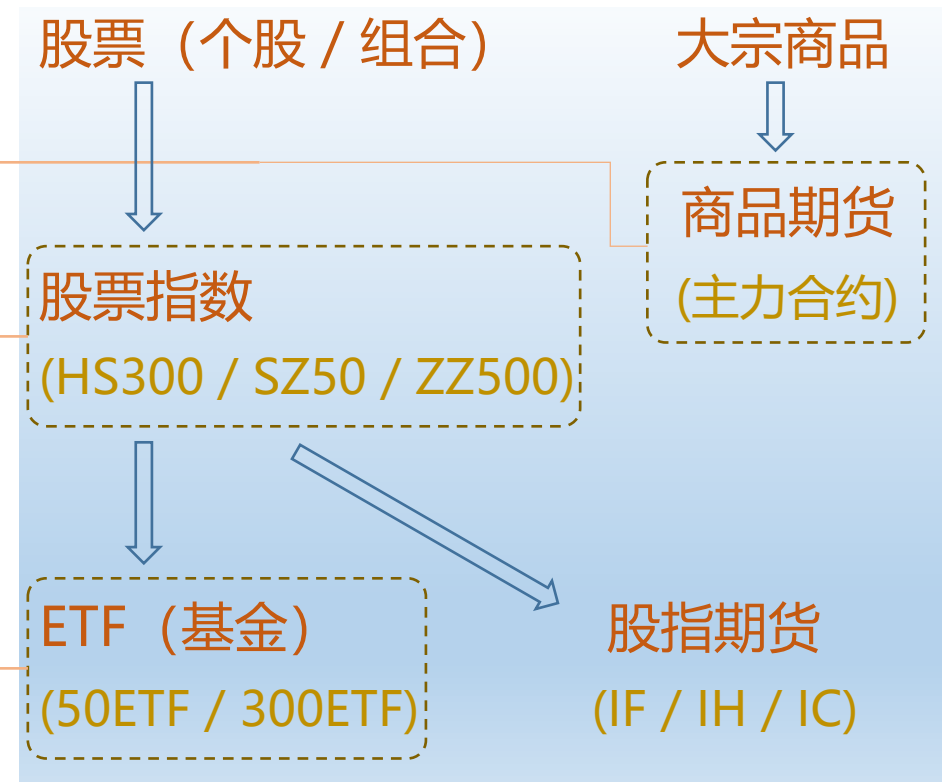 股票（个股 / 组合）
大宗商品
商品期货
(主力合约)
股票指数
(HS300 / SZ50 / ZZ500)
ETF（基金）
(50ETF / 300ETF)
股指期货
(IF / IH / IC)